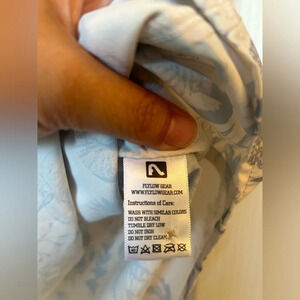 FLYLOW GEAR
WWW.FLYLOWGEAR.COM
Instructions of Care:
WASH WITH SIMILAR COLORS
DO NOT BLEACH
TUMBLE DRY LOW
DO NOT IRON
DO NOT DRY CLEAN